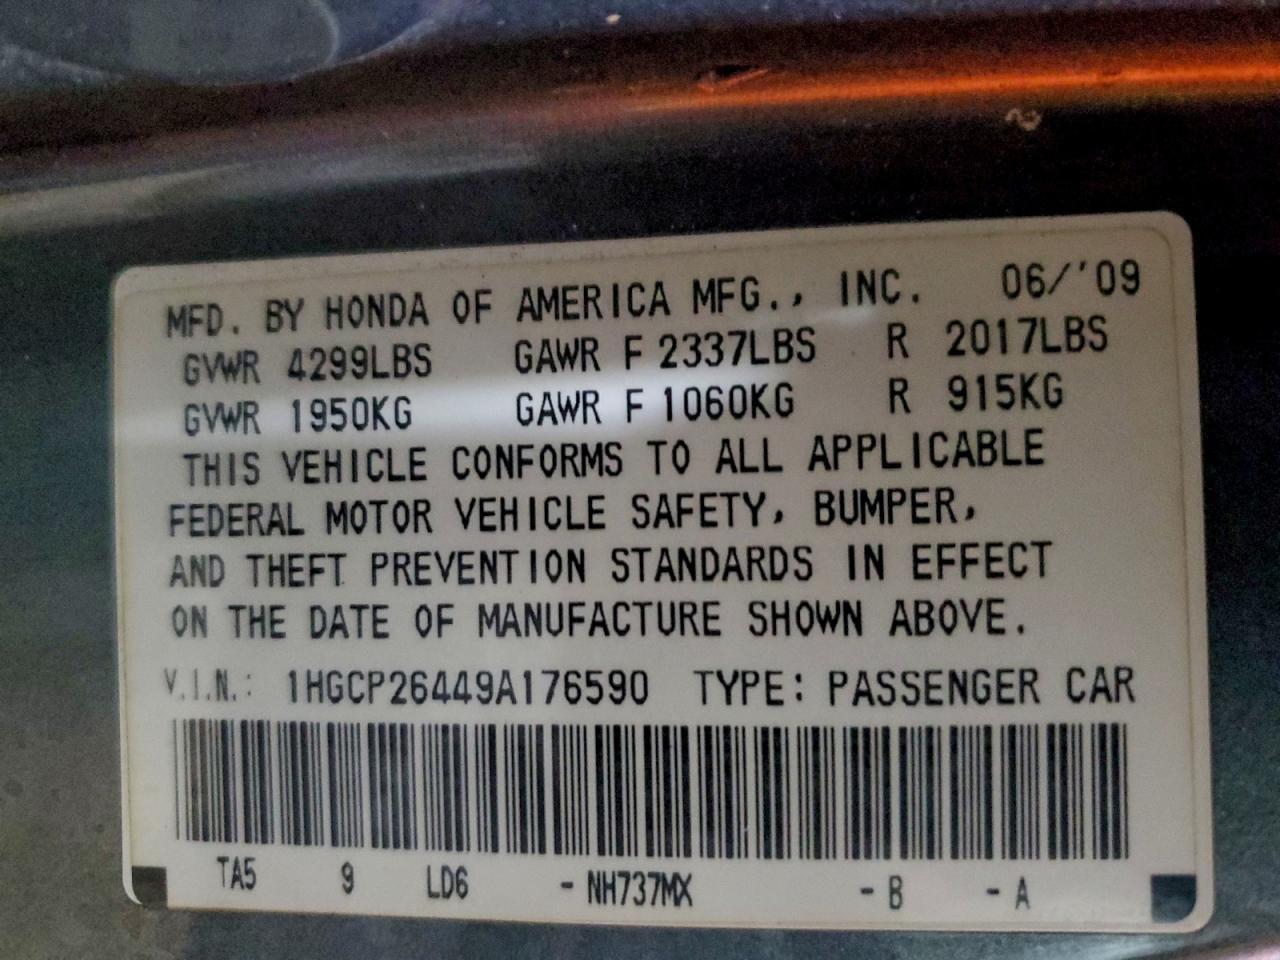 MFD. BY HONDA OF AMERICA MFG., INC. 06/'09
GVWR 4299LBS GAWR F 2337LBS R 2017LBS
GVWR 1950KG GAWR F 1060KG R 915KG
THIS VEHICLE CONFORMS TO ALL APPLICABLE
FEDERAL MOTOR VEHICLE SAFETY, BUMPER,
AND THEFT PREVENTION STANDARDS IN EFFECT
ON THE DATE OF MANUFACTURE SHOWN ABOVE.
V.I.N.: 1HGCP26449A176590 TYPE: PASSENGER CAR
TA5 9 LD6 - NH737MX - B - A